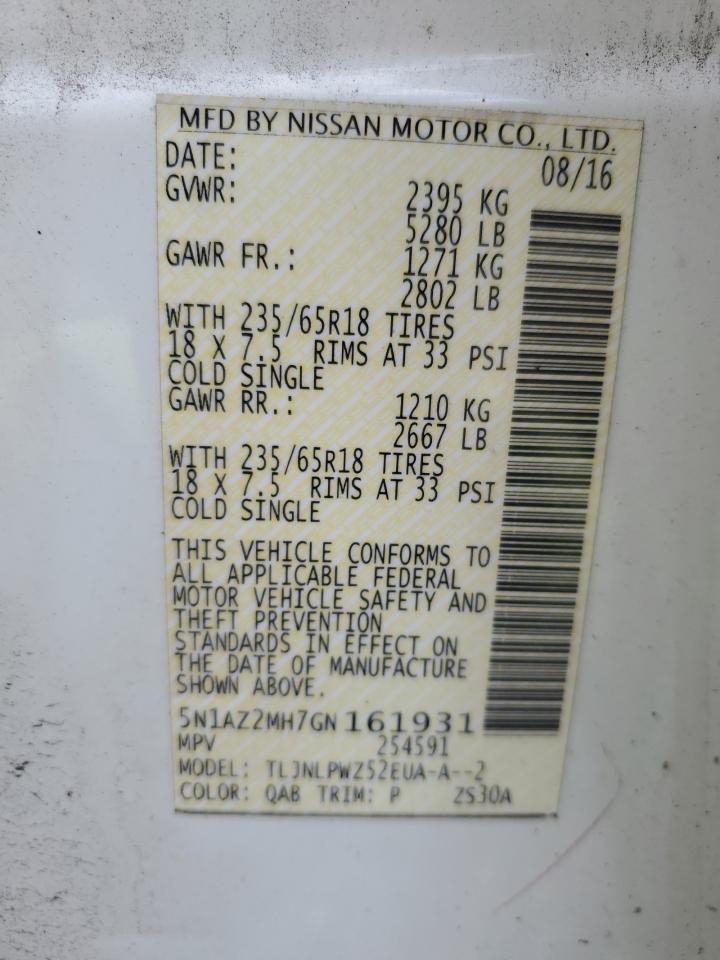 MFD BY NISSAN MOTOR CO., LTD.
DATE: 08/16
GVWR: 2395 KG
5280 LB
GAWR FR.: 1271 KG
2802 LB
WITH 235/65R18 TIRES
18 X 7.5 RIMS AT 33 PSI
COLD SINGLE
GAWR RR.: 1210 KG
2667 LB
WITH 235/65R18 TIRES
18 X 7.5 RIMS AT 33 PSI
COLD SINGLE
THIS VEHICLE CONFORMS TO
ALL APPLICABLE FEDERAL
MOTOR VEHICLE SAFETY AND
THEFT PREVENTION
STANDARDS IN EFFECT ON
THE DATE OF MANUFACTURE
SHOWN ABOVE.
5N1AZ2MH7GN161931
MPV 254591
MODEL: TLJNLPWZ52EUA-A--2
COLOR: QAB TRIM: P ZS30A